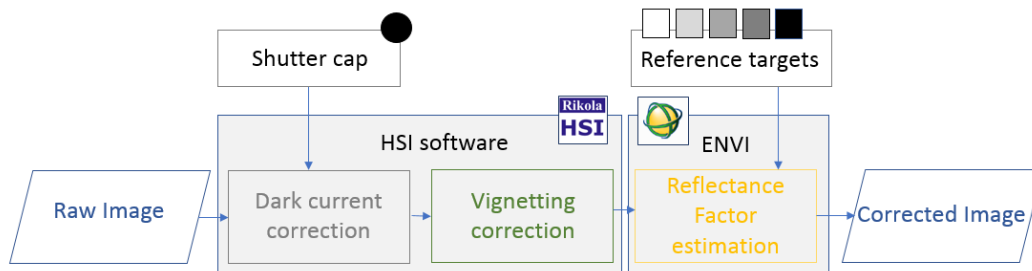 Shutter cap
Reference targets
Rikola
HSI
HSI software
ENVI
Raw Image
Dark current
correction
Vignetting
correction
Reflectance
Factor
estimation
Corrected Image